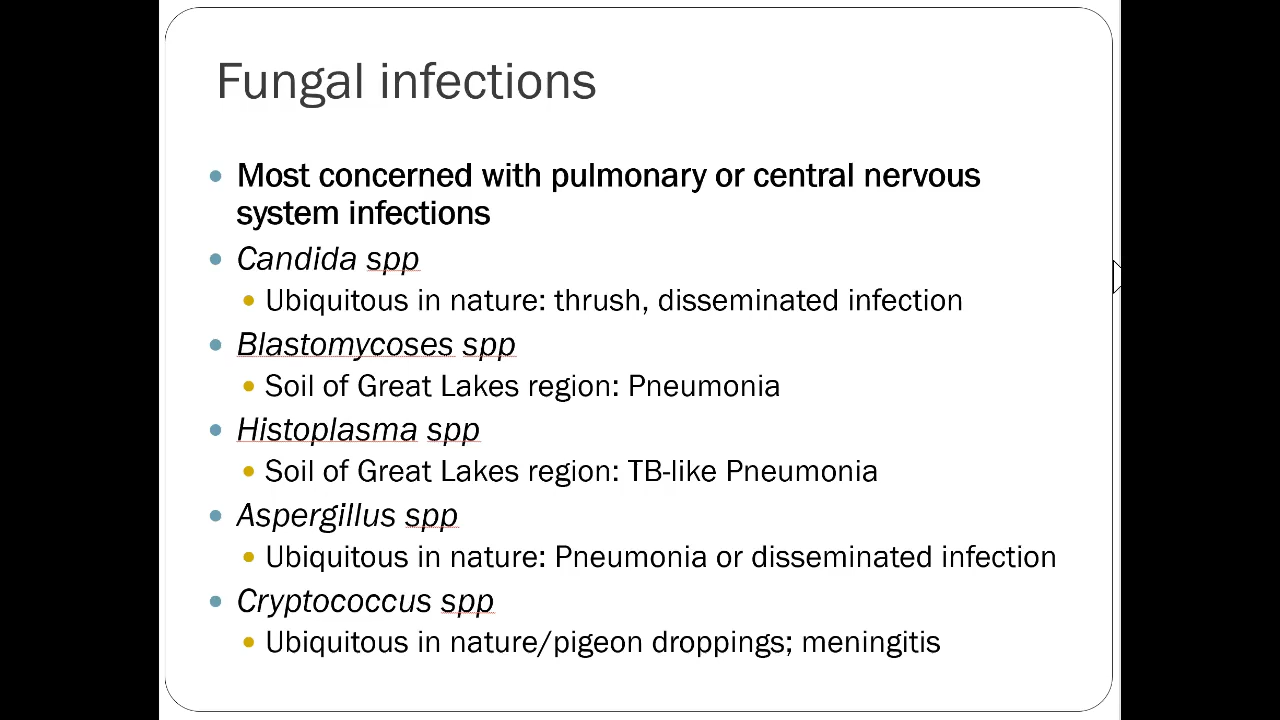 Fungal infections
Most concerned with pulmonary or central nervous
system infections
Candida spp
Ubiquitous in nature: thrush, disseminated infection
Blastomycoses spp
Soil of Great Lakes region: Pneumonia
Histoplasma spp
Soil of Great Lakes region: TB-like Pneumonia
Aspergillus spp
Ubiquitous in nature: Pneumonia or disseminated infection
Cryptococcus spp
Ubiquitous in nature/pigeon droppings; meningitis